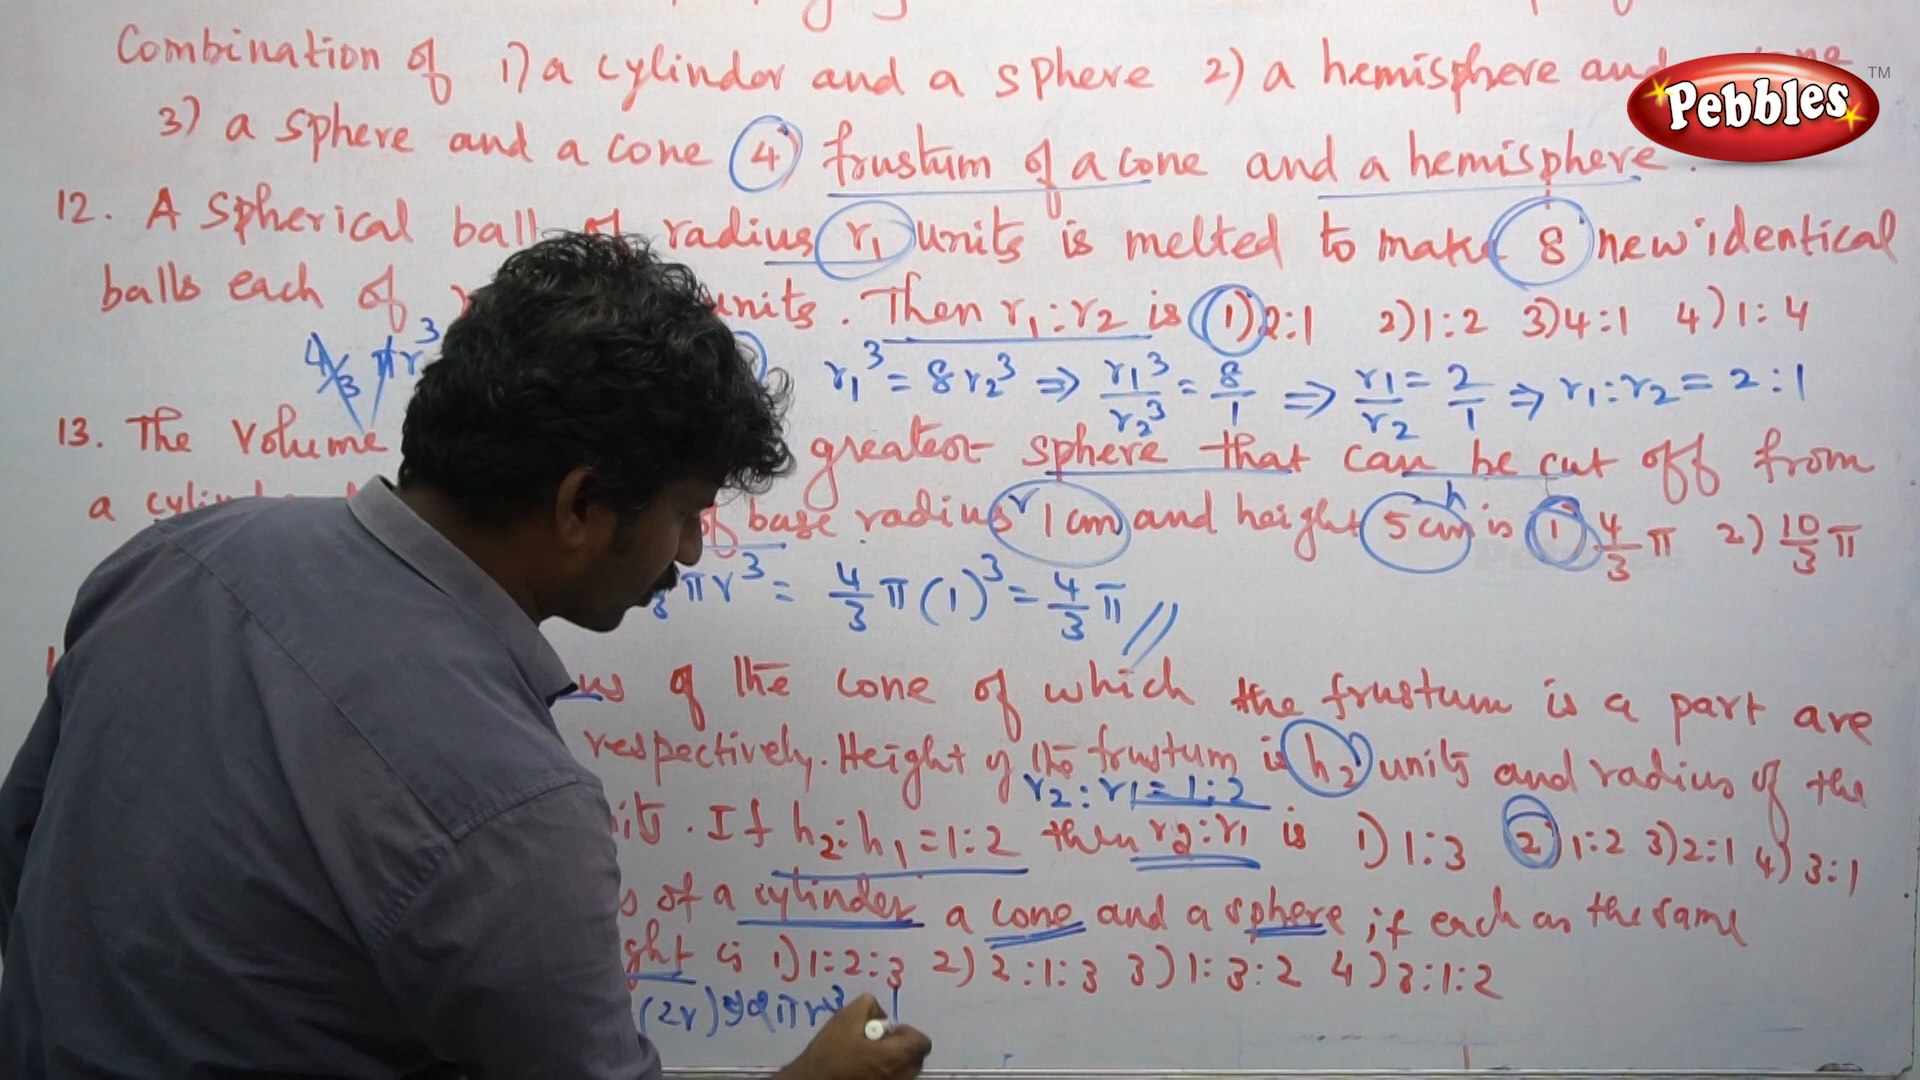 Combination of 1) a cylinder and a sphere 2) a hemisphere and
3) a sphere and a cone 4) frustum of a cone and a hemisphere.
Pebbles TM
12. A spherical ball of radius r1 units is melted to make 8 new identical
balls each of units. Then r1:r2 is 1) 2:1 2) 1:2 3) 4:1 4) 1:4
4/3 πr³ r1³ = 8r2³ ⇒ r1³/r2³ = 8/1 ⇒ r1/r2 = 2/1 ⇒ r1:r2 = 2:1
13. The Volume greatest sphere that can be cut off from
a of base radius r 1 cm and height h 5 cm is 1) 4/3 π 2) 10/3 π
πr³ = 4/3 π(1)³ = 4/3 π //
of the cone of which the frustum is a part are
respectively. Height of the frustum is h2 units and radius of the
r2:r1 = 1:2
If h2:h1 = 1:2 then r2:r1 is 1) 1:3 2) 1:2 3) 2:1 4) 3:1
of a cylinder a cone and a sphere if each as the same
is 1) 1:2:3 2) 2:1:3 3) 1:3:2 4) 3:1:2
(2r)